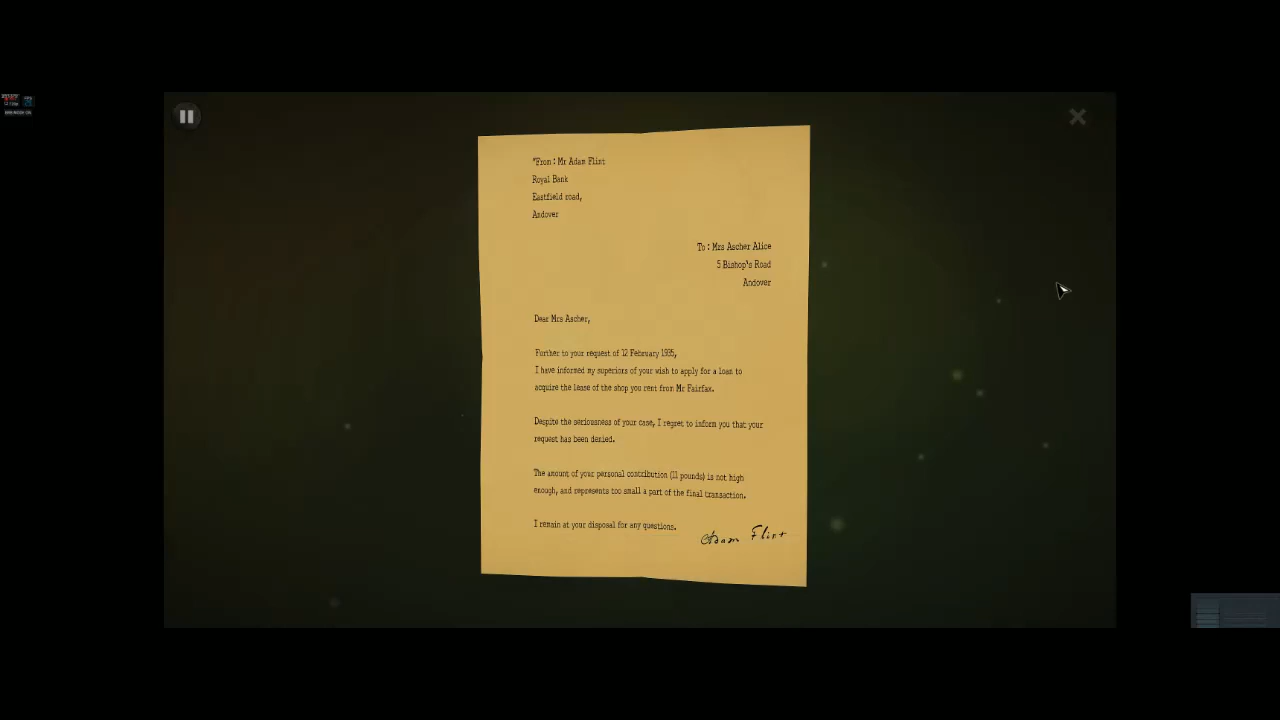 "From : Mr Adam Flint
Royal Bank
Eastfield road,
Andover
To : Mrs Ascher Alice
5 Bishop's Road
Andover
Dear Mrs Ascher,
Further to your request of 12 February 1935,
I have informed my superiors of your wish to apply for a loan to
acquire the lease of the shop you rent from Mr Fairfax.
Despite the seriousness of your case, I regret to inform you that your
request has been denied.
The amount of your personal contribution (11 pounds) is not high
enough, and represents too small a part of the final transaction.
I remain at your disposal for any questions.
Adam Flint